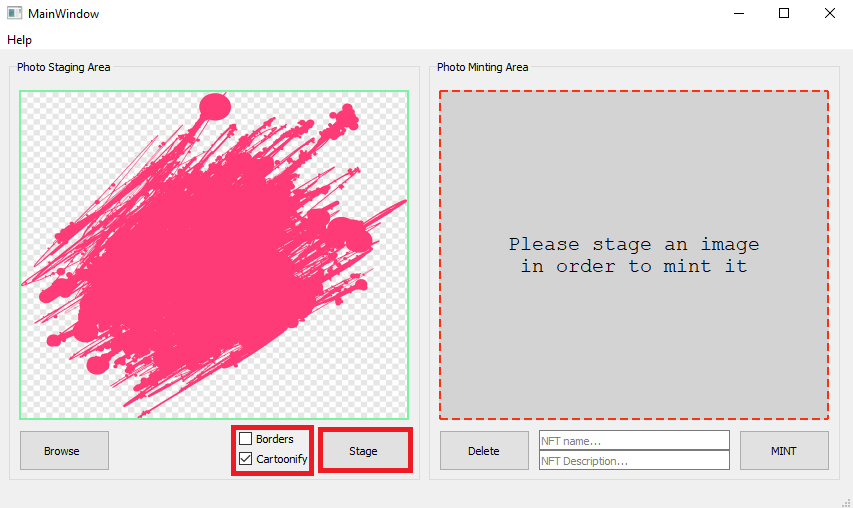 MainWindow
Help
Photo Staging Area
Photo Minting Area
Please stage an image
in order to mint it
Browse
Borders
Cartoonify
Stage
Delete
NFT name...
NFT Description...
MINT